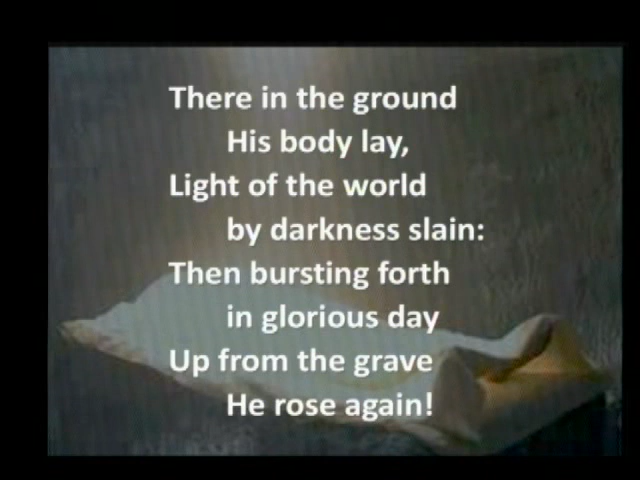 There in the ground
His body lay,
Light of the world
by darkness slain:
Then bursting forth
in glorious day
Up from the grave
He rose again!